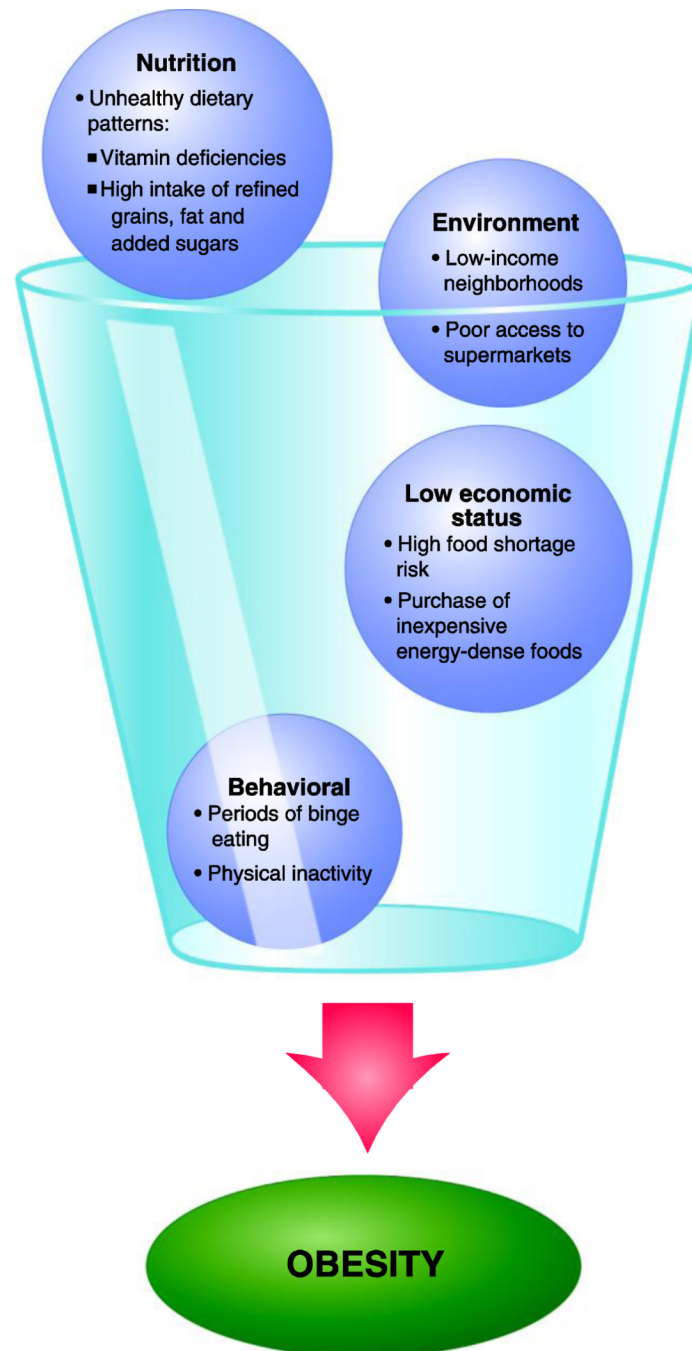 Nutrition
• Unhealthy dietary
patterns:
■ Vitamin deficiencies
■ High intake of refined
grains, fat and
added sugars
Environment
• Low-income
neighborhoods
• Poor access to
supermarkets
Low economic
status
• High food shortage
risk
• Purchase of
inexpensive
energy-dense foods
Behavioral
• Periods of binge
eating
• Physical inactivity
OBESITY